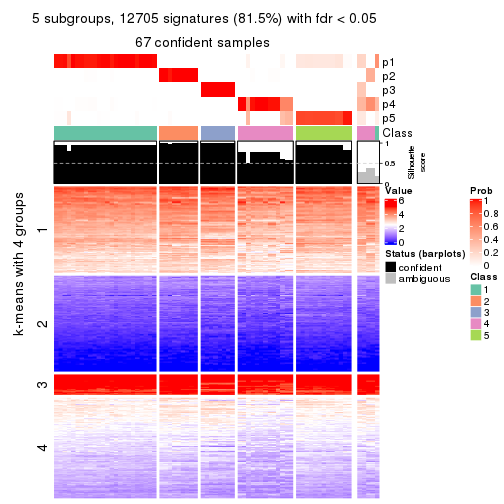 5 subgroups, 12705 signatures (81.5%) with fdr < 0.05
67 confident samples
p1
p2
p3
p4
p5
Class
1
0.5
0
Silhouette
score
k-means with 4 groups
1
2
3
4
Value
6
4
2
0
Status (barplots)
confident
ambiguous
Prob
1
0.8
0.6
0.4
0.2
0
Class
1
2
3
4
5